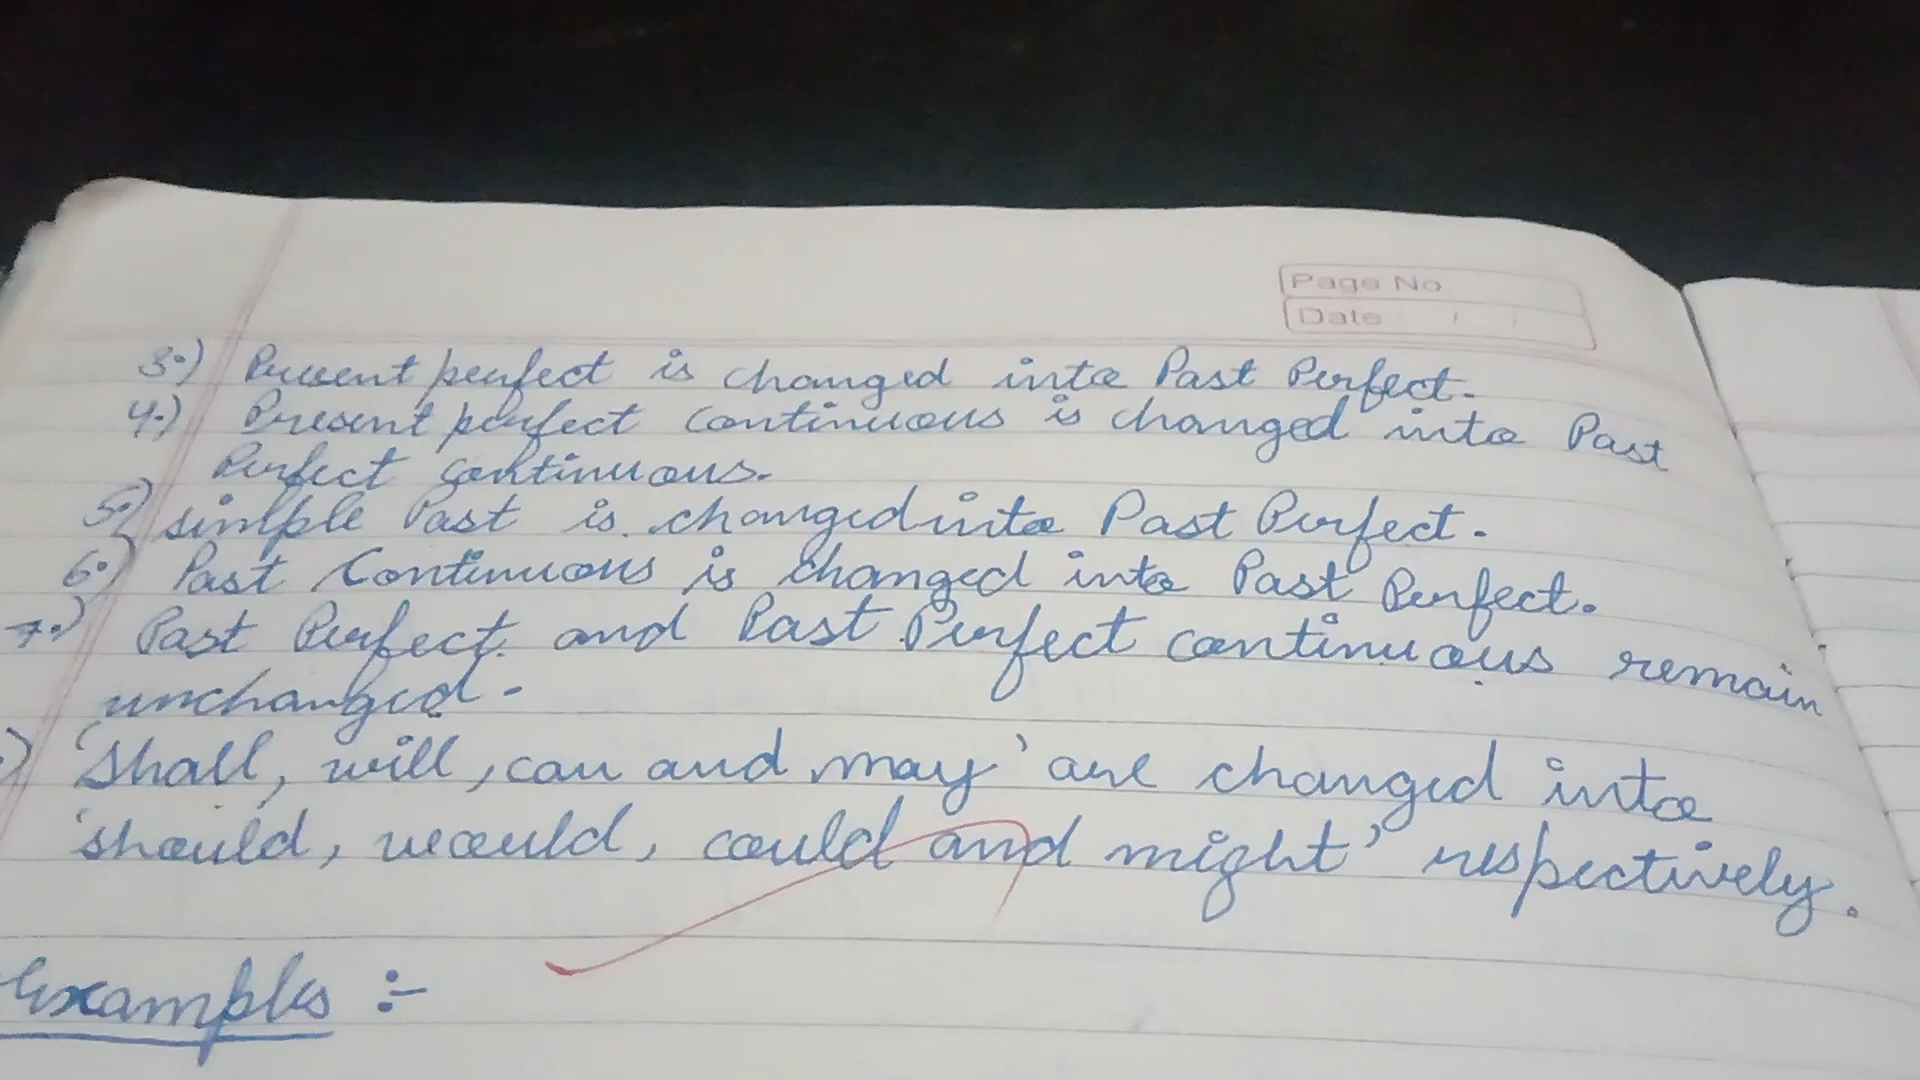 Page No
Date / /
3.) Present perfect is changed into Past Perfect.
4.) Present perfect continuous is changed into Past
Perfect continuous.
5.) simple Past is changed into Past Perfect.
6.) Past Continuous is changed into Past Perfect.
7.) Past Perfect and Past Perfect continuous remain
unchanged.
.) 'Shall, will, can and may' are changed into
'should, would, could and might' respectively.
Examples :-